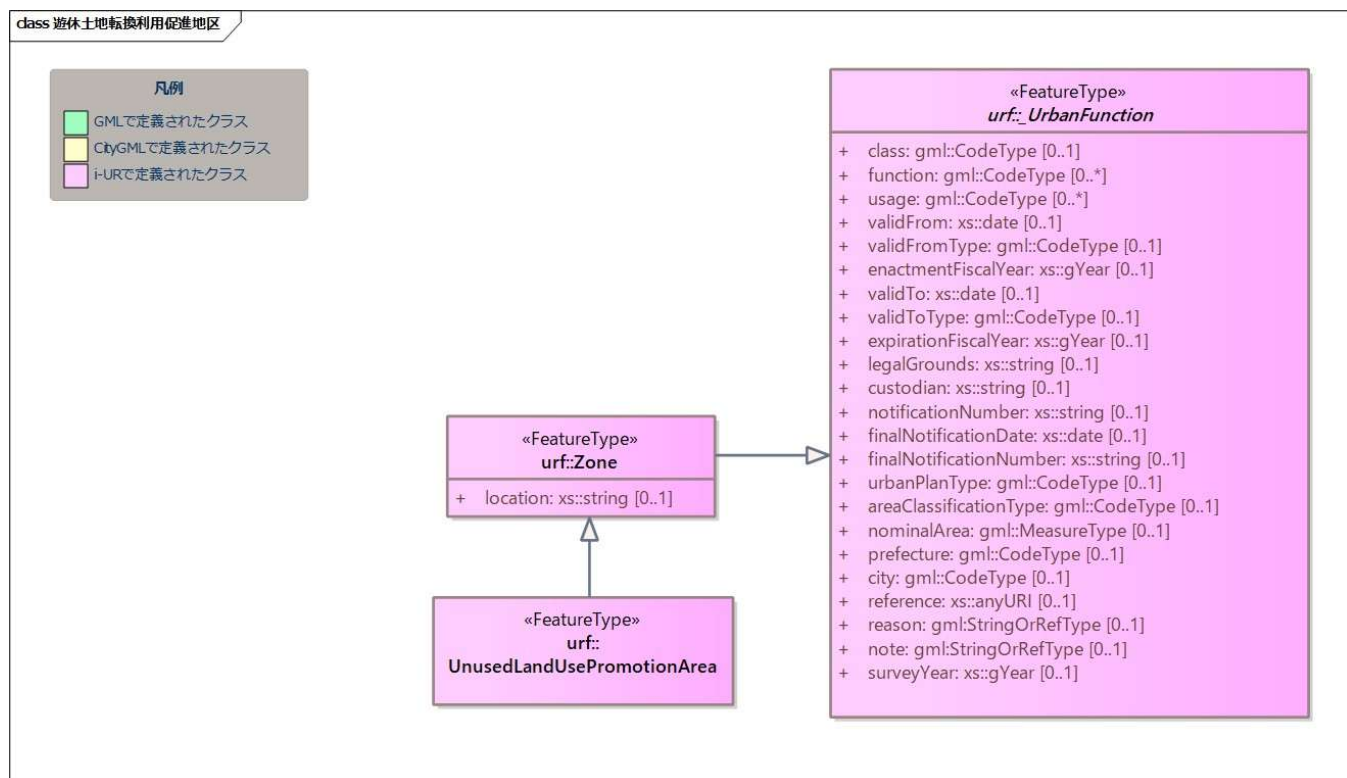 class 遊休土地転換利用促進地区
凡例
GMLで定義されたクラス
CityGMLで定義されたクラス
i-URで定義されたクラス
«FeatureType»
urf::_UrbanFunction
+ class: gml::CodeType [0..1]
+ function: gml::CodeType [0..*]
+ usage: gml::CodeType [0..*]
+ validFrom: xs::date [0..1]
+ validFromType: gml::CodeType [0..1]
+ enactmentFiscalYear: xs::gYear [0..1]
+ validTo: xs::date [0..1]
+ validToType: gml::CodeType [0..1]
+ expirationFiscalYear: xs::gYear [0..1]
+ legalGrounds: xs::string [0..1]
+ custodian: xs::string [0..1]
+ notificationNumber: xs::string [0..1]
+ finalNotificationDate: xs::date [0..1]
+ finalNotificationNumber: xs::string [0..1]
+ urbanPlanType: gml::CodeType [0..1]
+ areaClassificationType: gml::CodeType [0..1]
+ nominalArea: gml::MeasureType [0..1]
+ prefecture: gml::CodeType [0..1]
+ city: gml::CodeType [0..1]
+ reference: xs::anyURI [0..1]
+ reason: gml:StringOrRefType [0..1]
+ note: gml:StringOrRefType [0..1]
+ surveyYear: xs::gYear [0..1]
«FeatureType»
urf::Zone
+ location: xs::string [0..1]
«FeatureType»
urf::
UnusedLandUsePromotionArea